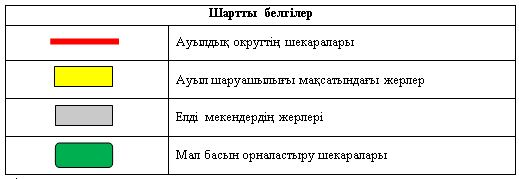 Шартты белгілер
Ауылдық округтің шекаралары
Ауыл шаруашылығы мақсатындағы жерлер
Елді мекендердің жерлері
Мал басын орналастыру шекаралары